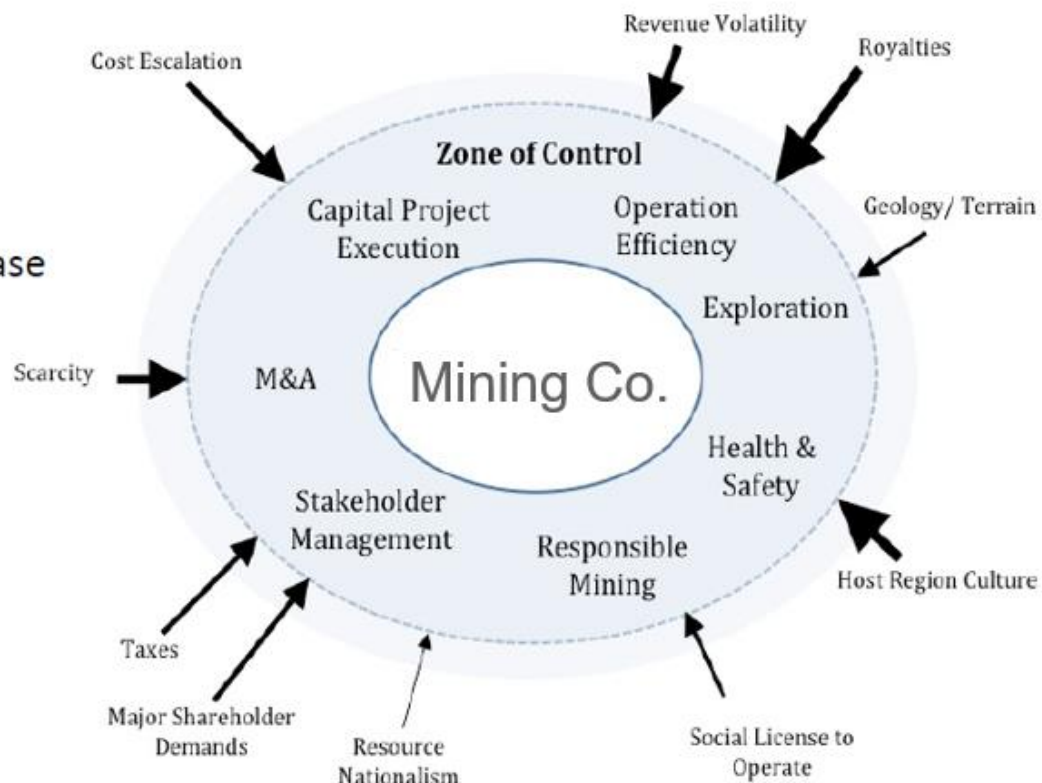 Revenue Volatility
Cost Escalation
Royalties
Zone of Control
Capital Project
Execution
Operation
Efficiency
Geology/ Terrain
ase
Exploration
Scarcity
M&A
Mining Co.
Health &
Safety
Stakeholder
Management
Responsible
Mining
Host Region Culture
Taxes
Major Shareholder
Demands
Resource
Nationalism
Social License to
Operate